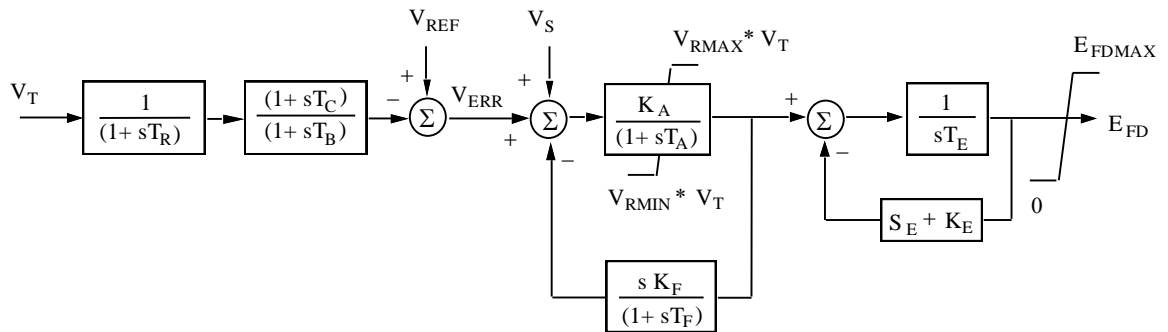 V_REF
V_S
V_RMAX * V_T
E_FDMAX
V_T
1
(1+ sT_R)
(1+ sT_C)
(1+ sT_B)
+
−
Σ
V_ERR
+
+
−
Σ
K_A
(1+ sT_A)
V_RMIN * V_T
+
−
Σ
1
sT_E
E_FD
0
S_E + K_E
s K_F
(1+ sT_F)